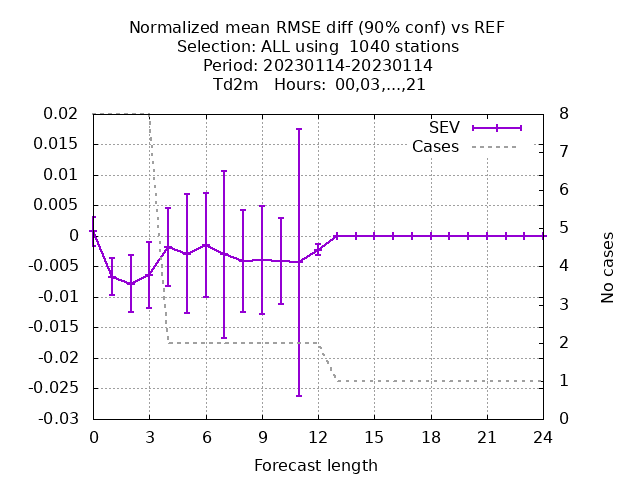 Normalized mean RMSE diff (90% conf) vs REF
Selection: ALL using  1040 stations
Period: 20230114-20230114
Td2m   Hours:  00,03,...,21
SEV
Cases
0.02
0.015
0.01
0.005
0
-0.005
-0.01
-0.015
-0.02
-0.025
-0.03
8
7
6
5
4
3
2
1
0
No cases
0 3 6 9 12 15 18 21 24
Forecast length